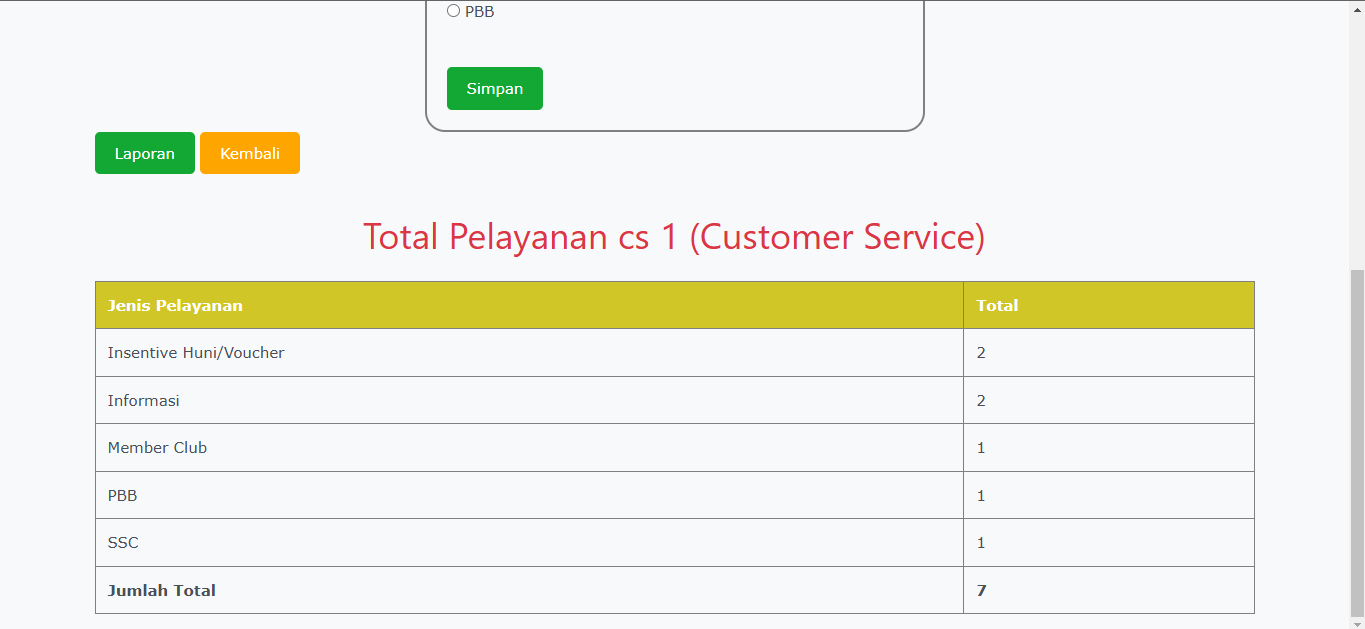 PBB
Simpan
Laporan Kembali
Total Pelayanan cs 1 (Customer Service)
Jenis Pelayanan Total
Insentive Huni/Voucher 2
Informasi 2
Member Club 1
PBB 1
SSC 1
Jumlah Total 7